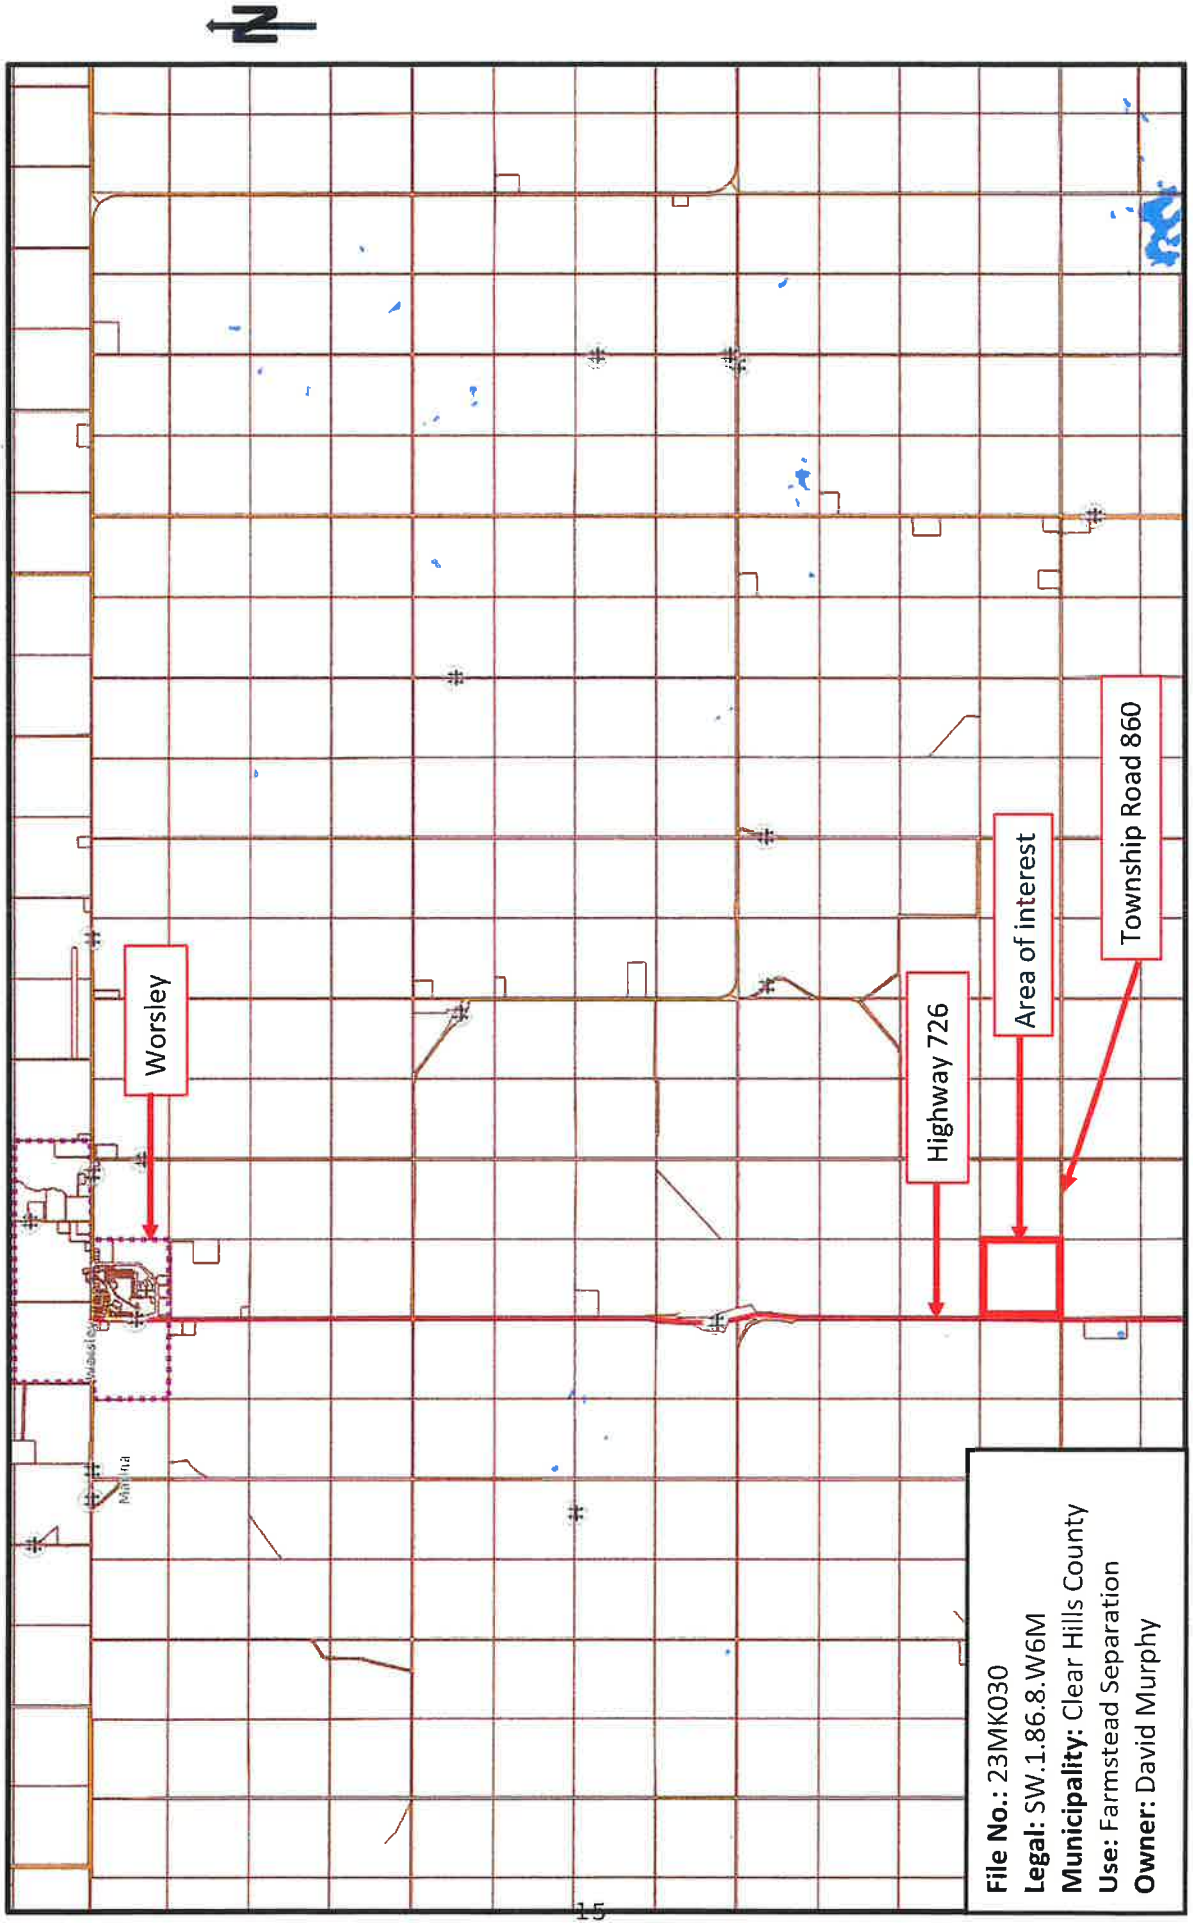 N
Worsley
Worsley
Highway 726
Area of interest
Township Road 860
File No.: 23MK030
Legal: SW.1.86.8.W6M
Municipality: Clear Hills County
Use: Farmstead Separation
Owner: David Murphy
15